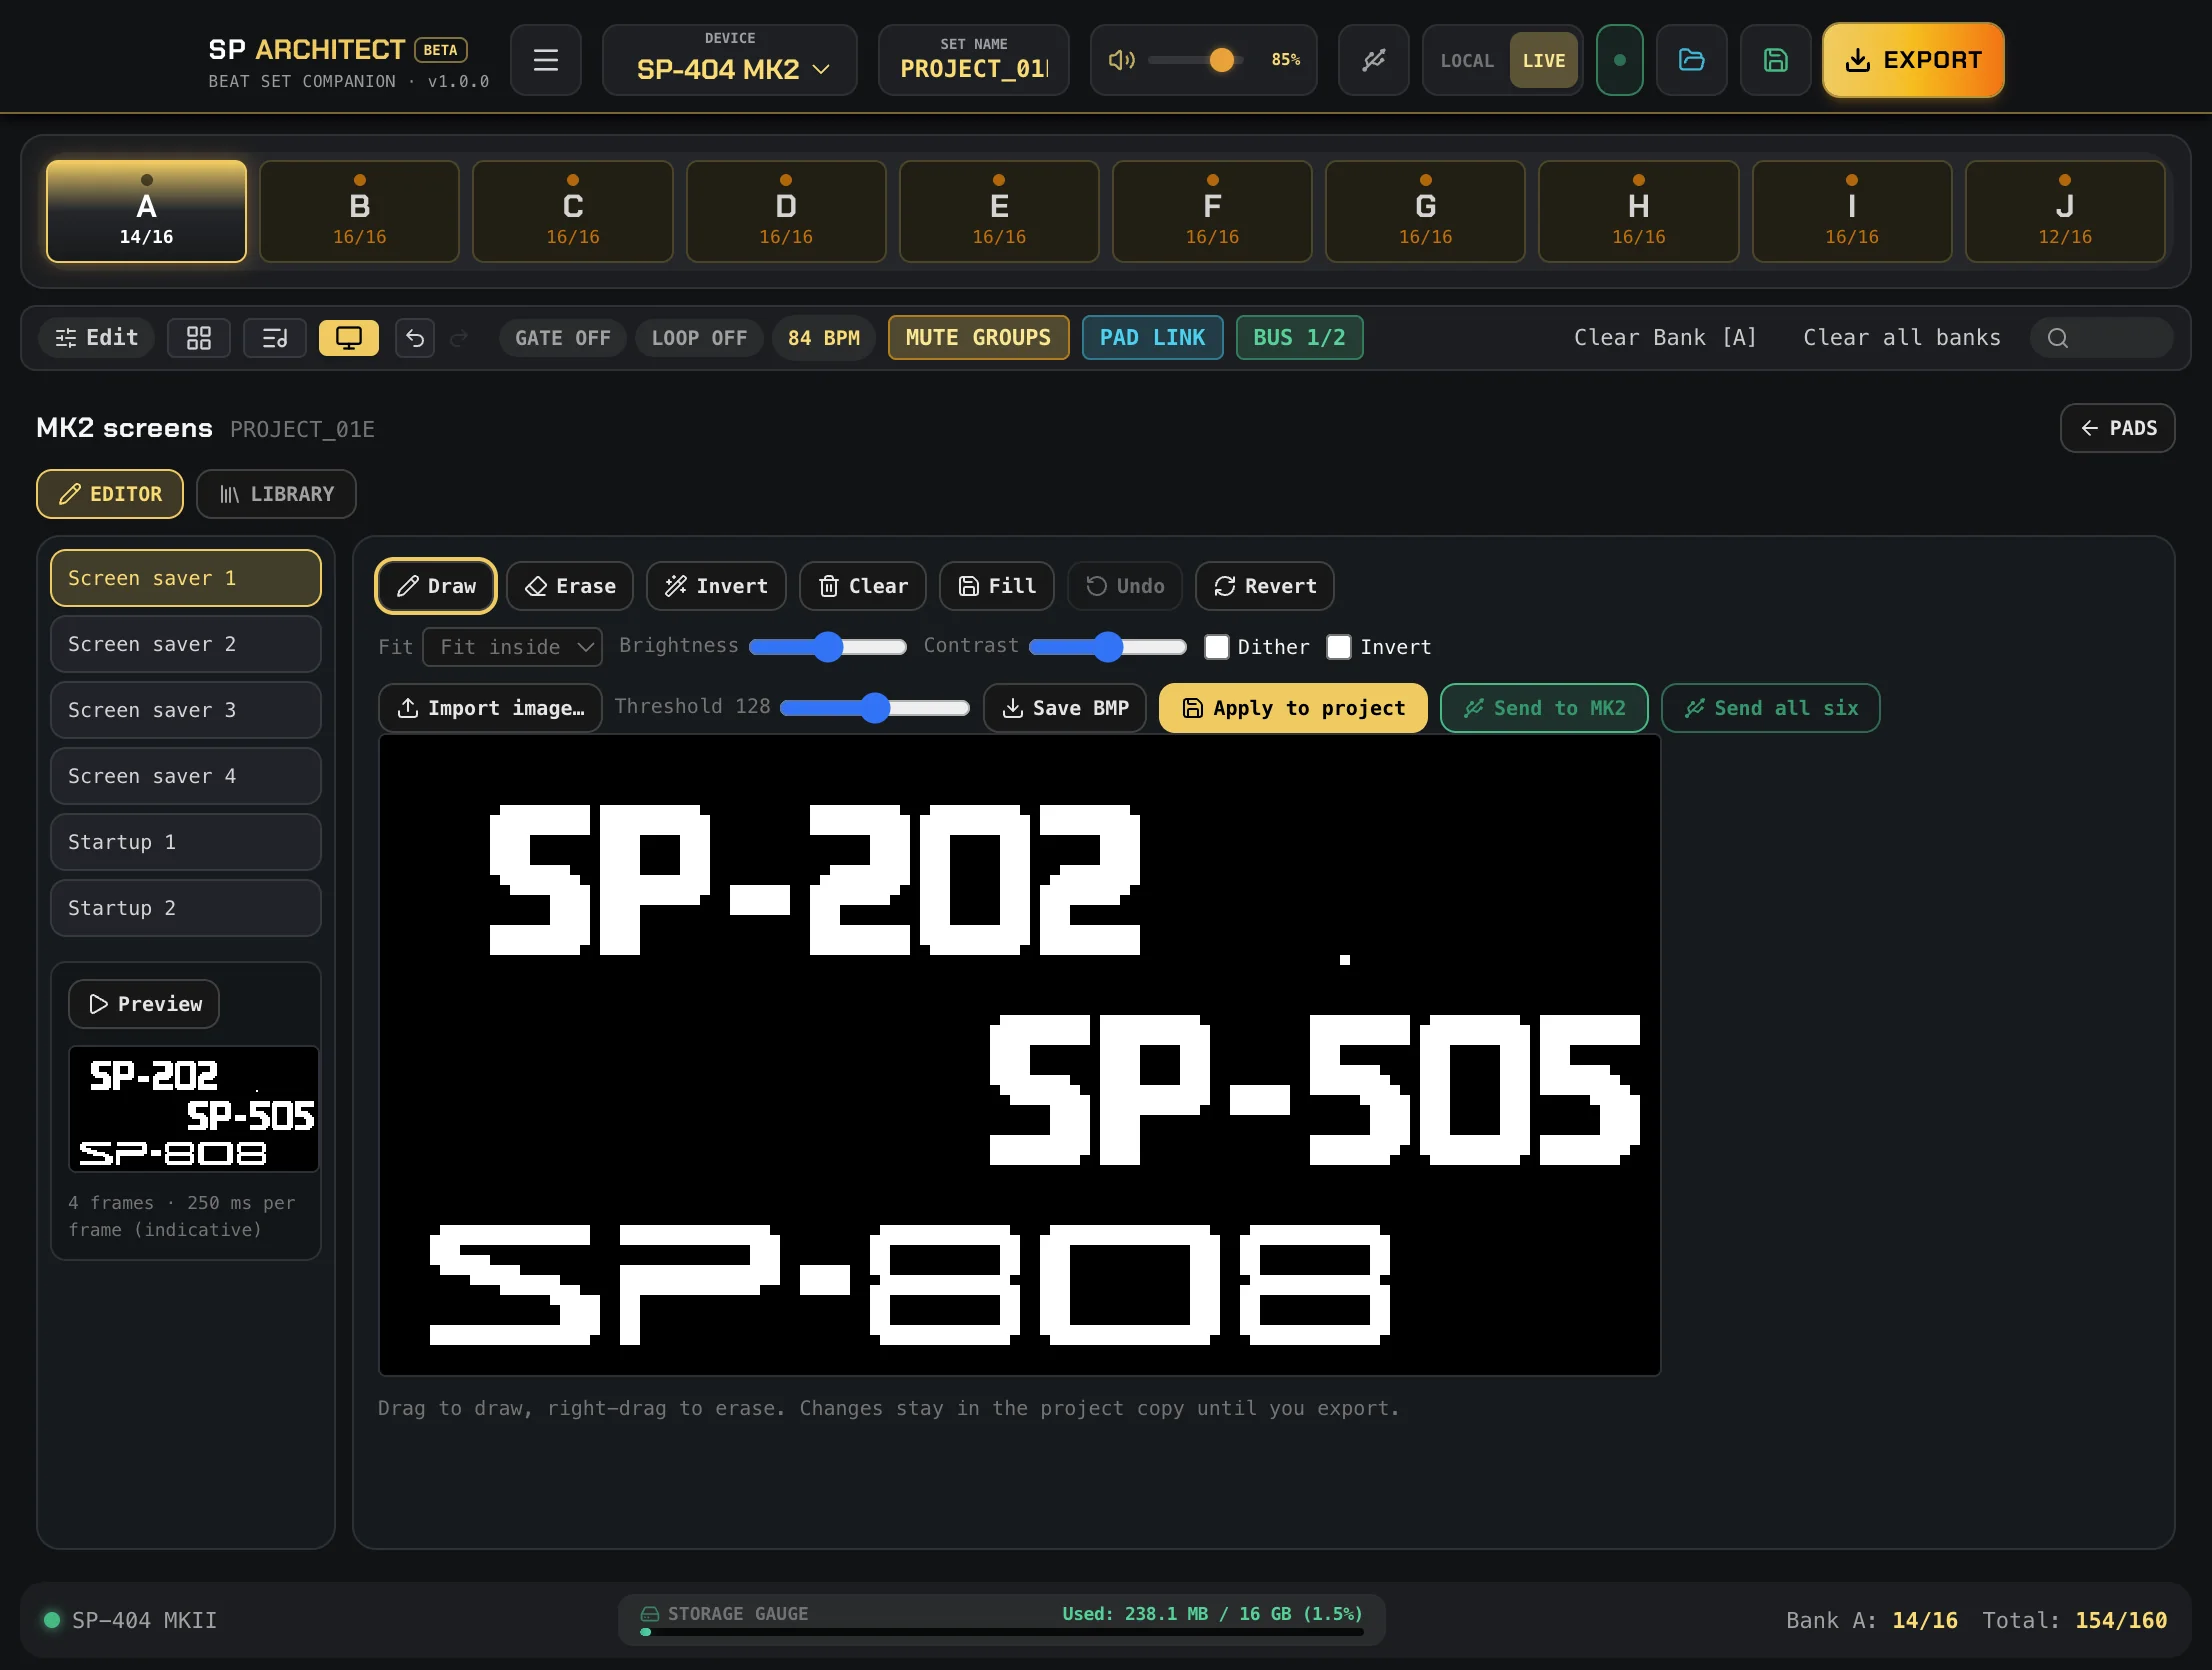 SP ARCHITECT BETA
BEAT SET COMPANION · v1.0.0
DEVICE
SP-404 MK2
SET NAME
PROJECT_01
85%
LOCAL LIVE
EXPORT
A B C D E F G H I J
14/16 16/16 16/16 16/16 16/16 16/16 16/16 16/16 16/16 12/16
Edit GATE OFF LOOP OFF 84 BPM MUTE GROUPS PAD LINK BUS 1/2 Clear Bank [A] Clear all banks
MK2 screens PROJECT_01E PADS
EDITOR LIBRARY
Screen saver 1
Screen saver 2
Screen saver 3
Screen saver 4
Startup 1
Startup 2
Preview
SP-202
SP-505
SP-808
4 frames · 250 ms per
frame (indicative)
Draw Erase Invert Clear Fill Undo Revert
Fit Fit inside Brightness Contrast Dither Invert
Import image… Threshold 128 Save BMP Apply to project Send to MK2 Send all six
SP-202
SP-505
SP-808
Drag to draw, right-drag to erase. Changes stay in the project copy until you export.
SP-404 MKII
STORAGE GAUGE Used: 238.1 MB / 16 GB (1.5%)
Bank A: 14/16 Total: 154/160